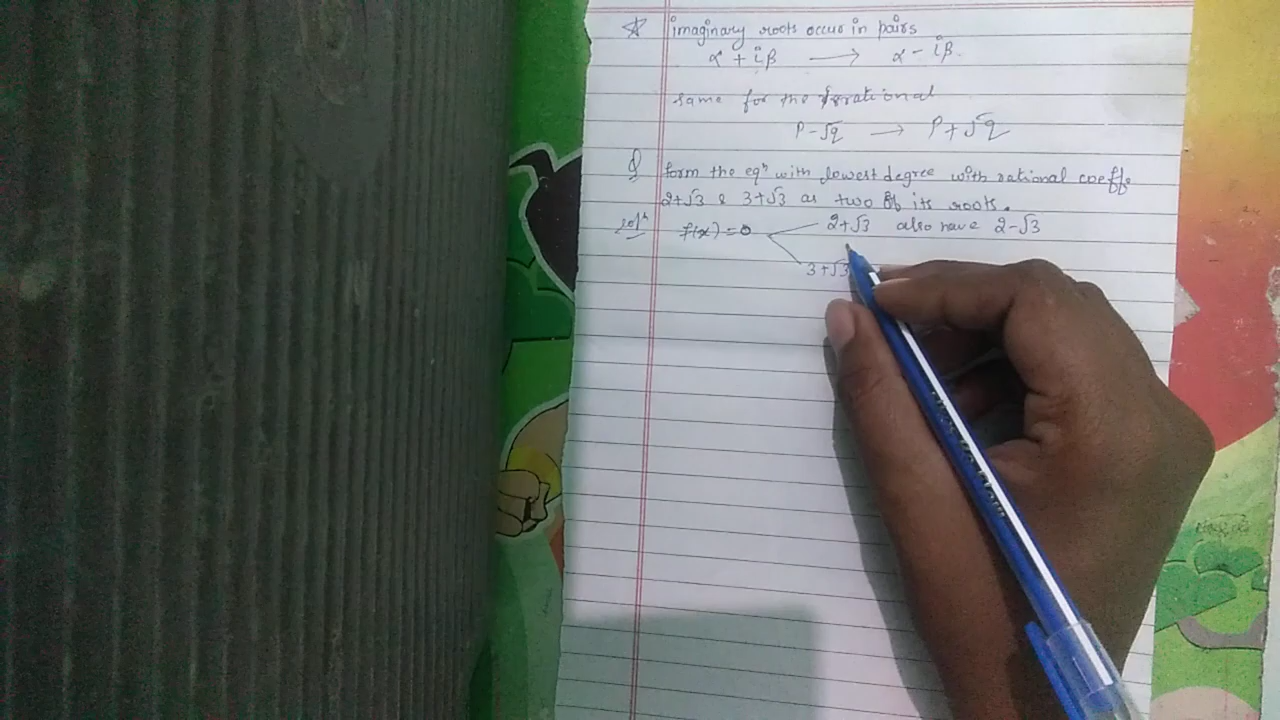 ☆ imaginary roots occur in pairs
α + iβ → α - iβ.
same for the irrational
P-√q → P+√q
Q form the eqⁿ with lowest degree with rational coeff.
2+√3 & 3+√3 as two of its roots.
Solⁿ f(x)=0 2+√3 also have 2-√3
3+√3